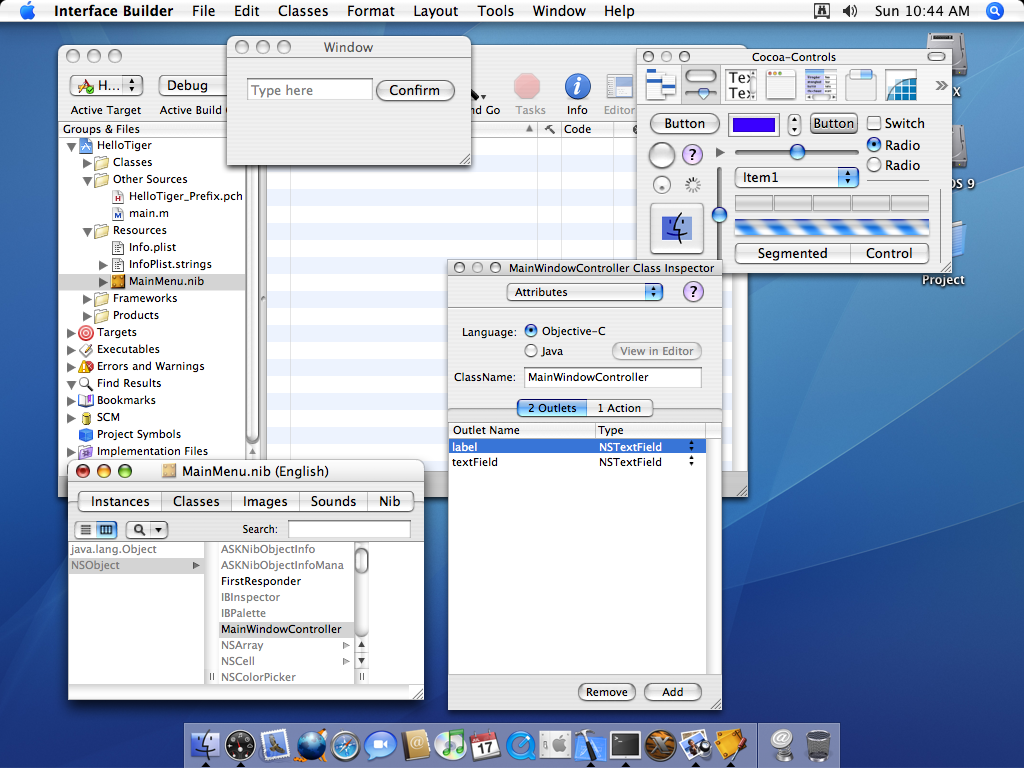 Interface Builder File Edit Classes Format Layout Tools Window Help Sun 10:44 AM
Window
Type here Confirm
H... Debug
Active Target Active Build nd Go Tasks Info Editor
Groups & Files Code
HelloTiger
Classes
Other Sources
HelloTiger_Prefix.pch
main.m
Resources
Info.plist
InfoPlist.strings
MainMenu.nib
Frameworks
Products
Targets
Executables
Errors and Warnings
Find Results
Bookmarks
SCM
Project Symbols
Implementation Files
Cocoa-Controls
Tex
Tex
Button Button Switch
Radio
Radio
Item1
Segmented Control
X
OS 9
Project
MainWindowController Class Inspector
Attributes ?
Language: Objective-C
Java View in Editor
ClassName: MainWindowController
2 Outlets 1 Action
Outlet Name Type
label NSTextField
textField NSTextField
Remove Add
MainMenu.nib (English)
Instances Classes Images Sounds Nib
Search:
java.lang.Object
NSObject
ASKNibObjectInfo
ASKNibObjectInfoMana
FirstResponder
IBInspector
IBPalette
MainWindowController
NSArray
NSCell
NSColorPicker
17